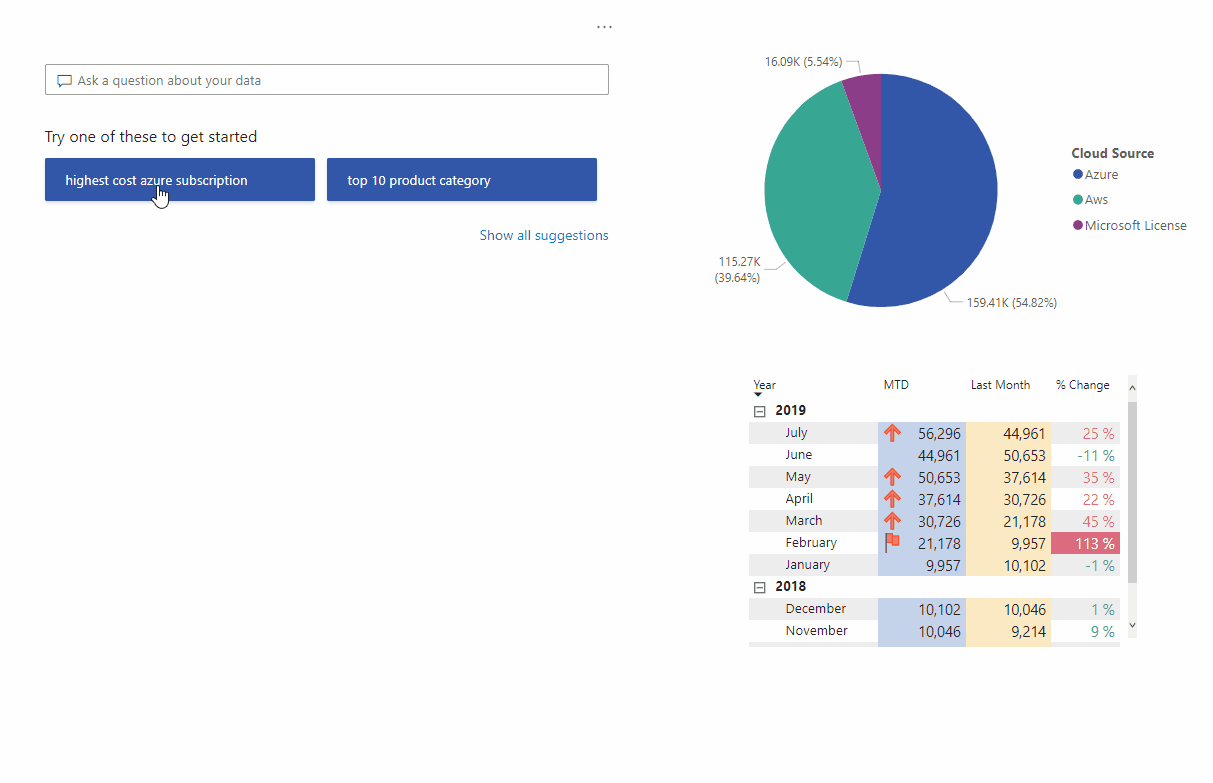 ...
Ask a question about your data
Try one of these to get started
highest cost azure subscription
top 10 product category
Show all suggestions
16.09K (5.54%)
115.27K
(39.64%)
159.41K (54.82%)
Cloud Source
Azure
Aws
Microsoft License
Year MTD Last Month % Change
2019
July 56,296 44,961 25 %
June 44,961 50,653 -11 %
May 50,653 37,614 35 %
April 37,614 30,726 22 %
March 30,726 21,178 45 %
February 21,178 9,957 113 %
January 9,957 10,102 -1 %
2018
December 10,102 10,046 1 %
November 10,046 9,214 9 %